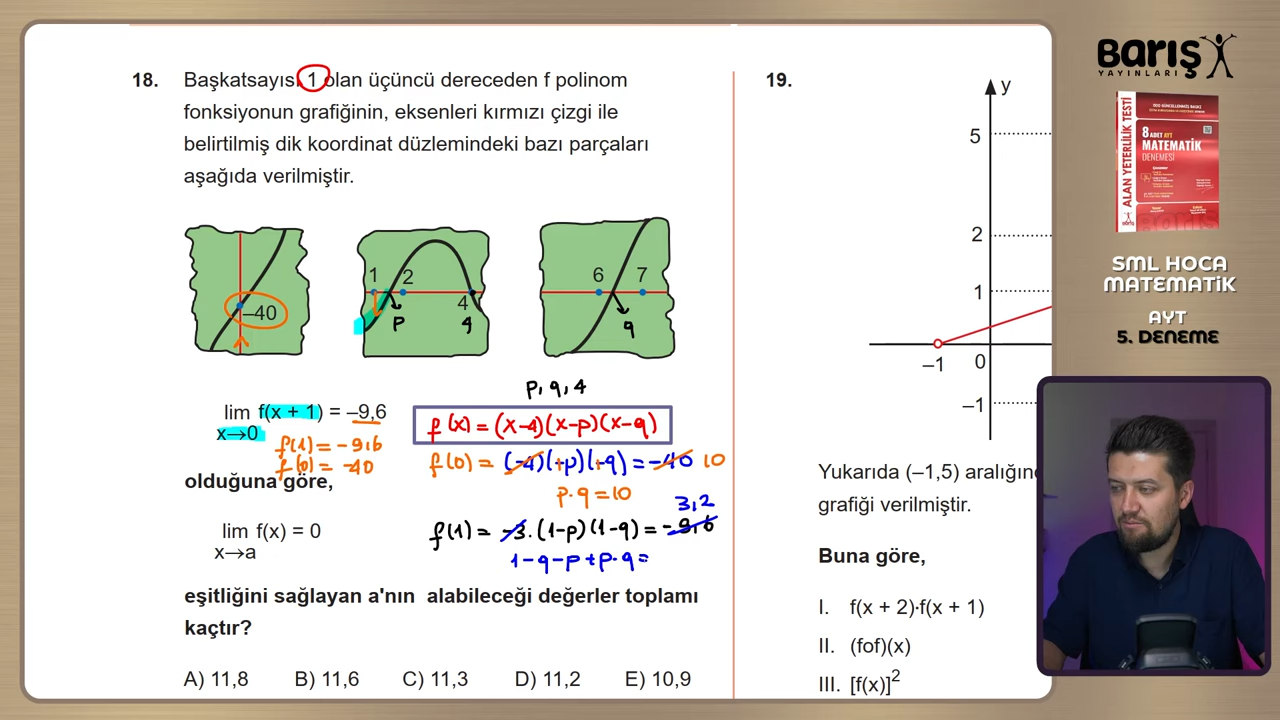 18.
Başkatsayısı 1 olan üçüncü dereceden f polinom
fonksiyonun grafiğinin, eksenleri kırmızı çizgi ile
belirtilmiş dik koordinat düzlemindeki bazı parçaları
aşağıda verilmiştir.
–40
1
2
4
p
4
6
7
q
p, q, 4
lim f(x + 1) = –9,6
x→0
f(1) = -9,6
f(0) = -40
f(x) = (x-4)(x-p)(x-q)
f(0) = (-4)(+p)(+q) = -40 10
p.q = 10
3,2
f(1) = -3.(1-p)(1-q) = -9,6
1-q-p+p.q =
olduğuna göre,
lim f(x) = 0
x→a
eşitliğini sağlayan a'nın alabileceği değerler toplamı
kaçtır?
A) 11,8 B) 11,6 C) 11,3 D) 11,2 E) 10,9
19.
y
5
2
1
–1
0
–1
Yukarıda (–1,5)
grafiği verilmiştir.
Buna göre,
I. f(x + 2)·f(x + 1)
II. (fof)(x)
III. [f(x)]²
BARIŞ
YAYINLARI
ALAN YETERLİLİK TESTİ
8 ADET AYT
MATEMATİK
DENEMESİ
BARIŞ
SML HOCA
MATEMATİK
AYT
5. DENEME